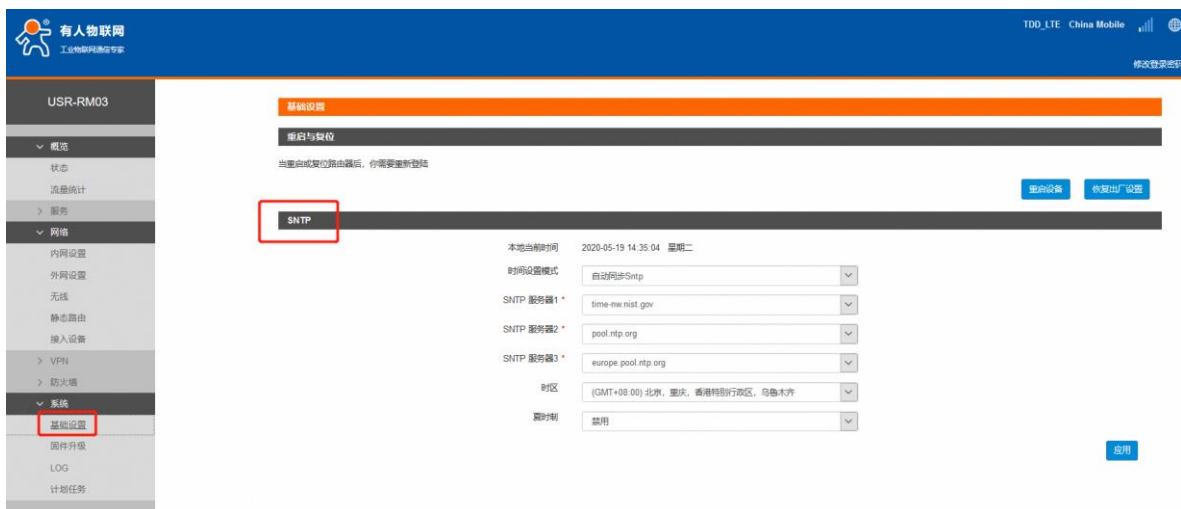 有人物联网
工业物联网通信专家
TDD_LTE China Mobile
修改登录密码
USR-RM03
概览
状态
流量统计
服务
网络
内网设置
外网设置
无线
静态路由
接入设备
VPN
防火墙
系统
基础设置
固件升级
LOG
计划任务
基础设置
重启与复位
当重启或复位路由器后，你需要重新登陆
重启设备 恢复出厂设置
SNTP
本地当前时间 2020-05-19 14:35:04 星期二
时间设置模式 自动同步Sntp
SNTP 服务器1 * time-nw.nist.gov
SNTP 服务器2 * pool.ntp.org
SNTP 服务器3 * europe.pool.ntp.org
时区 (GMT+08:00) 北京，重庆，香港特别行政区，乌鲁木齐
夏时制 禁用
应用